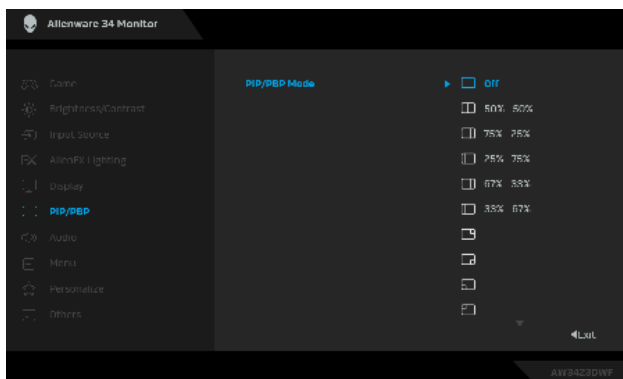 Alienware 34 Monitor
Game
Brightness/Contrast
Input Source
AlienFX Lighting
Display
PIP/PBP
Audio
Menu
Personalize
Others
PIP/PBP Mode
Off
50% 50%
75% 25%
25% 75%
67% 33%
33% 67%
Exit
AW3423DWF